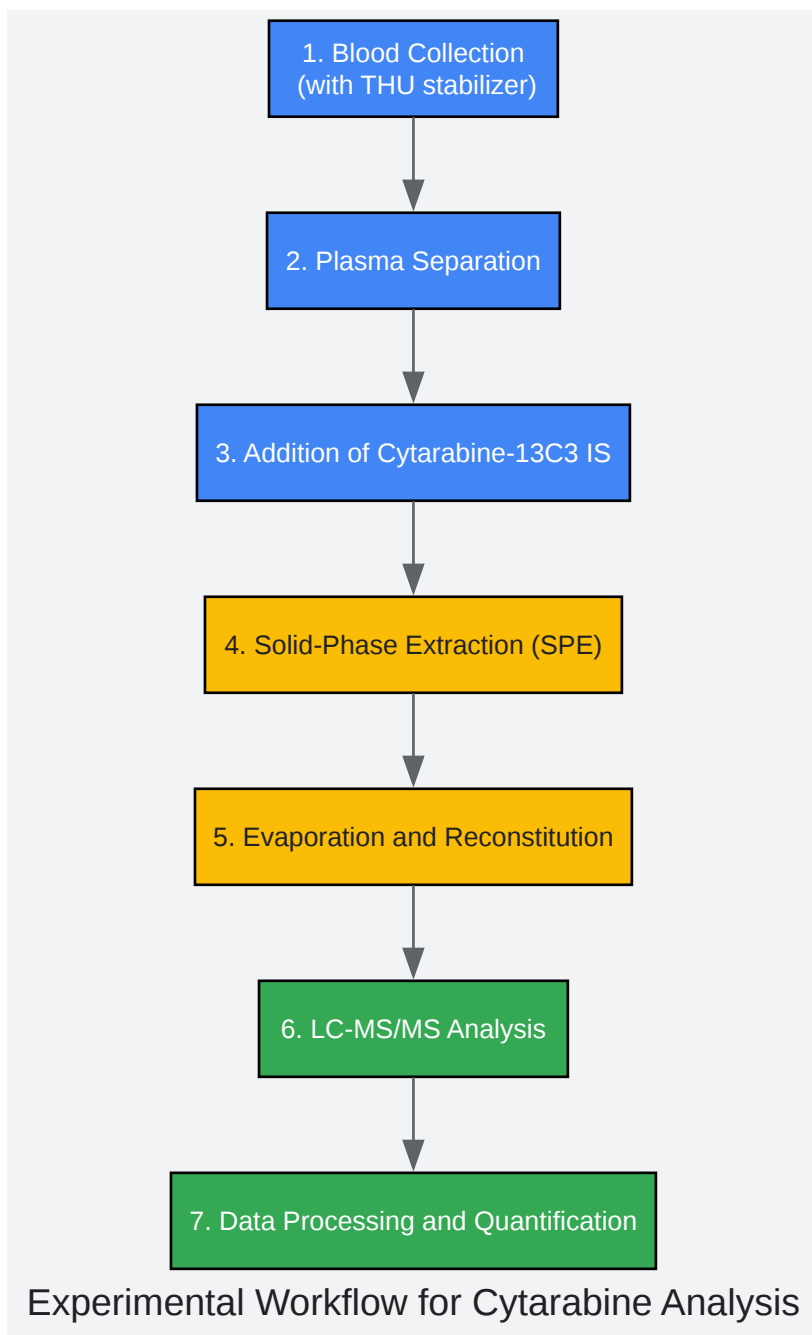 1. Blood Collection
(with THU stabilizer)
2. Plasma Separation
3. Addition of Cytarabine-13C3 IS
4. Solid-Phase Extraction (SPE)
5. Evaporation and Reconstitution
6. LC-MS/MS Analysis
7. Data Processing and Quantification
Experimental Workflow for Cytarabine Analysis